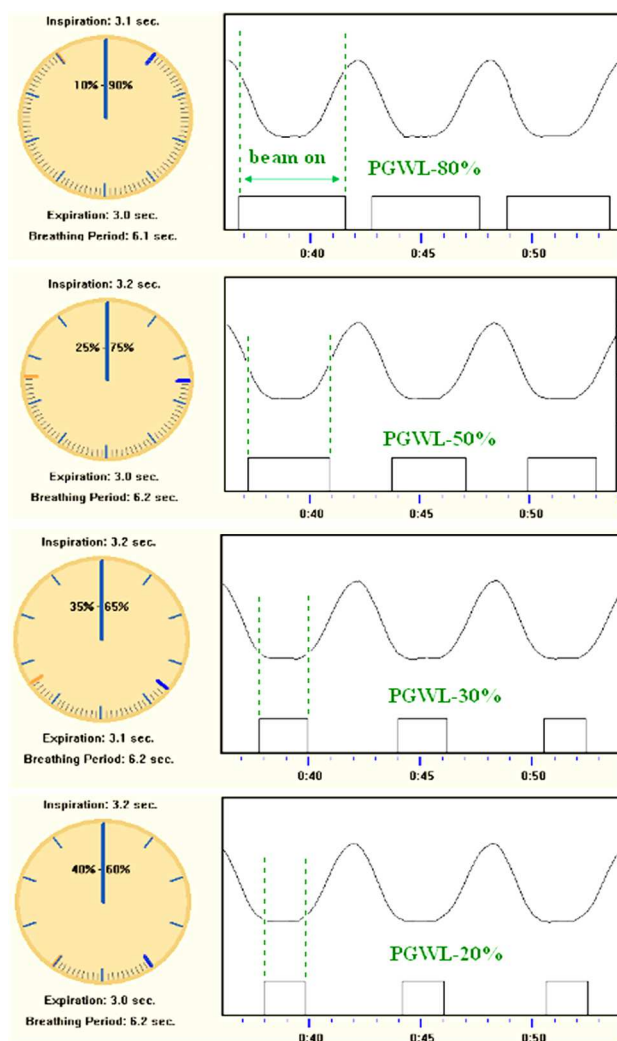 Inspiration: 3.1 sec.
10% - 90%
Expiration: 3.0 sec.
Breathing Period: 6.1 sec.
beam on
PGWL-80%
0:40 0:45 0:50
Inspiration: 3.2 sec.
25% - 75%
Expiration: 3.0 sec.
Breathing Period: 6.2 sec.
PGWL-50%
0:40 0:45 0:50
Inspiration: 3.2 sec.
35% - 65%
Expiration: 3.1 sec.
Breathing Period: 6.2 sec.
PGWL-30%
0:40 0:45 0:50
Inspiration: 3.2 sec.
40% - 60%
Expiration: 3.0 sec.
Breathing Period: 6.2 sec.
PGWL-20%
0:40 0:45 0:50